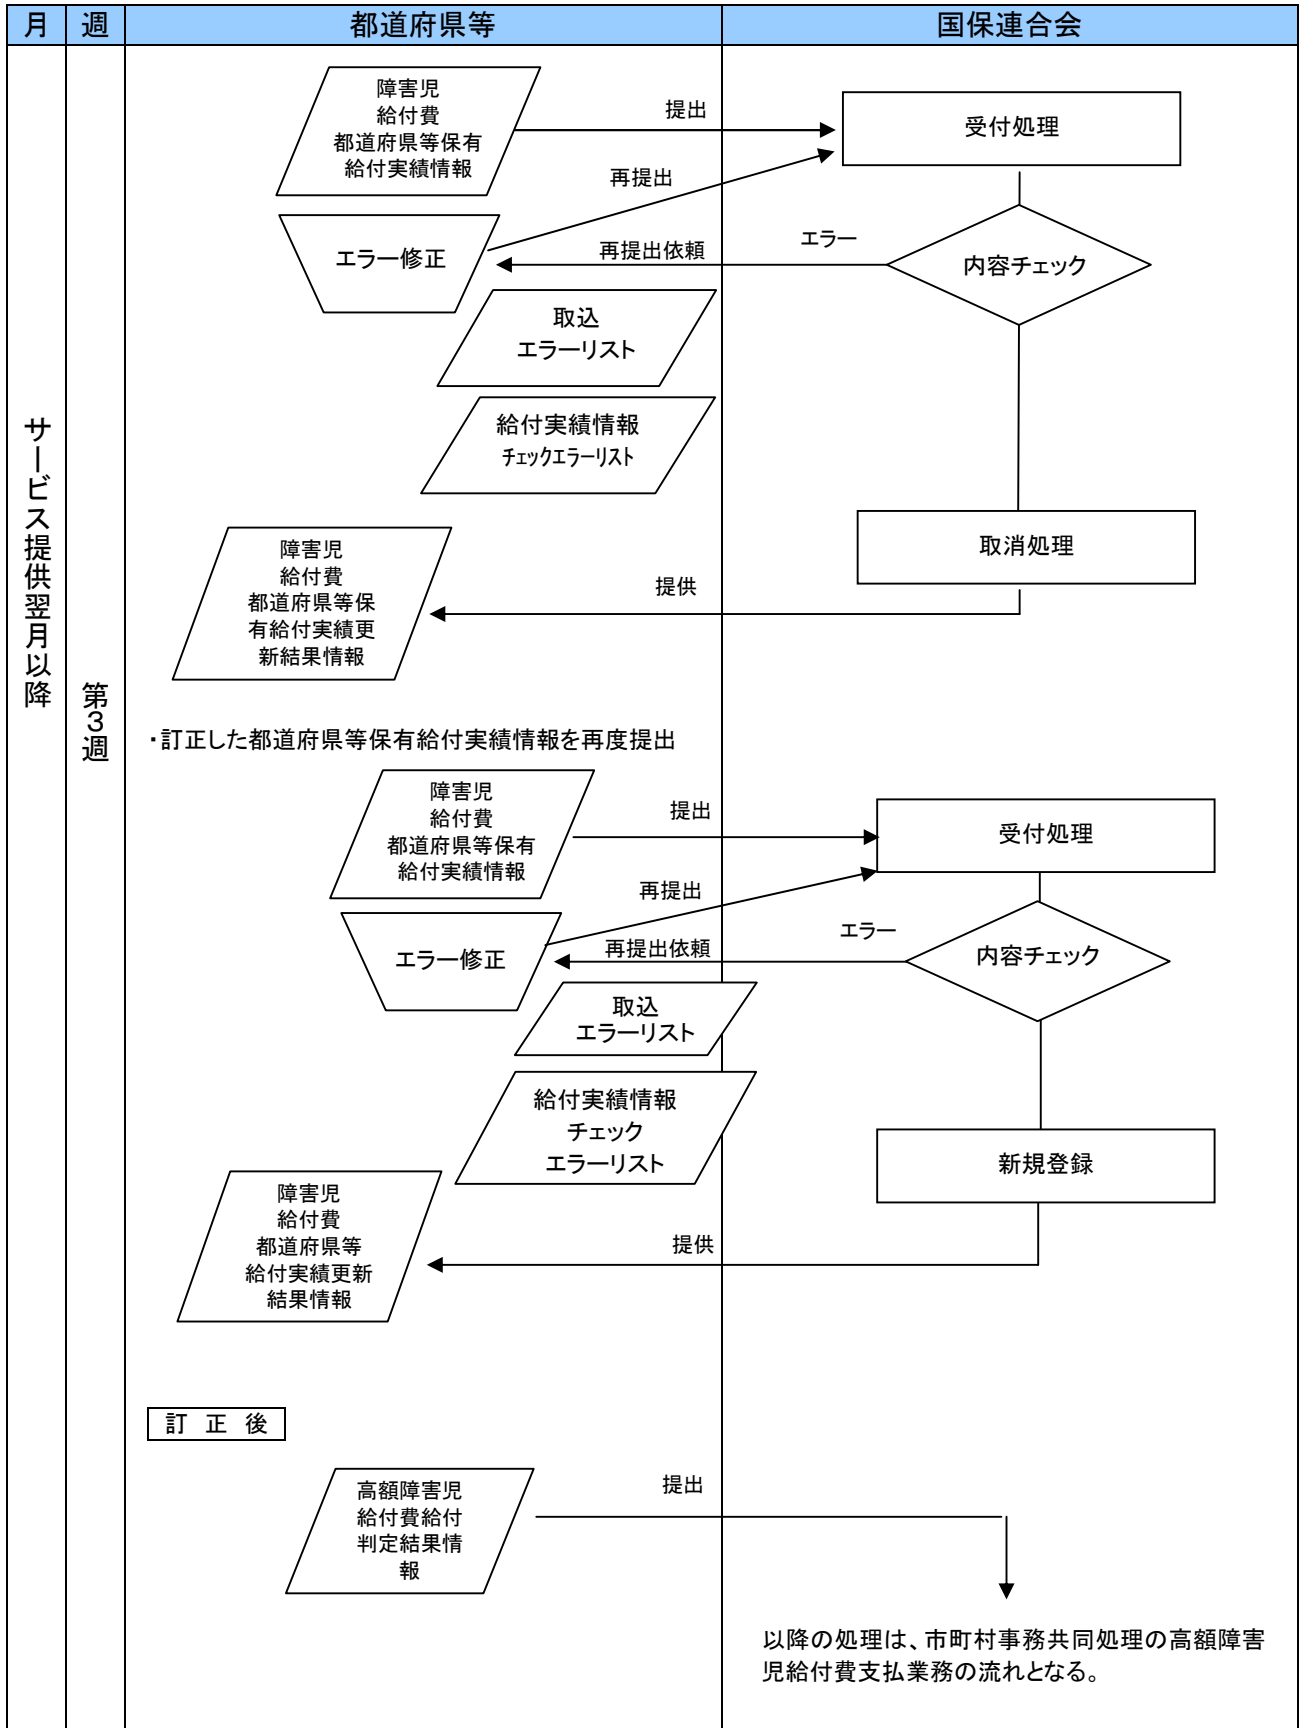 月
週
都道府県等
国保連合会
サービス提供翌月以降
第3週
障害児
給付費
都道府県等保有
給付実績情報
提出
受付処理
再提出
エラー修正
再提出依頼
エラー
内容チェック
取込
エラーリスト
給付実績情報
チェックエラーリスト
取消処理
障害児
給付費
都道府県等保
有給付実績更
新結果情報
提供
・訂正した都道府県等保有給付実績情報を再度提出
障害児
給付費
都道府県等保有
給付実績情報
提出
受付処理
再提出
エラー修正
再提出依頼
エラー
内容チェック
取込
エラーリスト
給付実績情報
チェック
エラーリスト
新規登録
障害児
給付費
都道府県等
給付実績更新
結果情報
提供
訂 正 後
高額障害児
給付費給付
判定結果情
報
提出
以降の処理は、市町村事務共同処理の高額障害
児給付費支払業務の流れとなる。